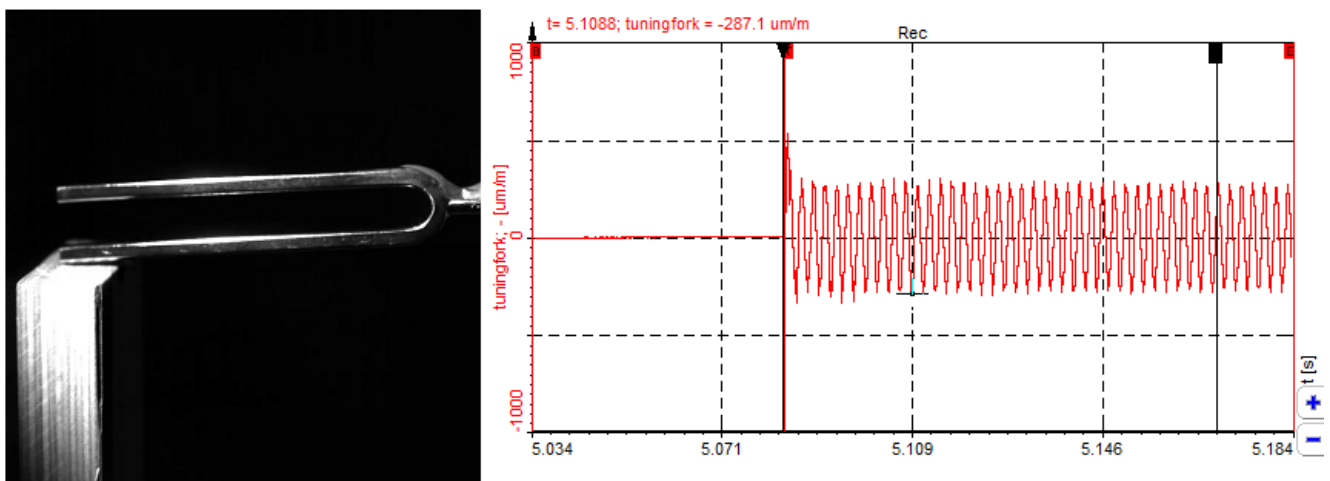 t= 5.1088; tuningfork = -287.1 um/m
Rec
1000
0
-1000
tuningfork; - [um/m]
t [s]
5.034 5.071 5.109 5.146 5.184